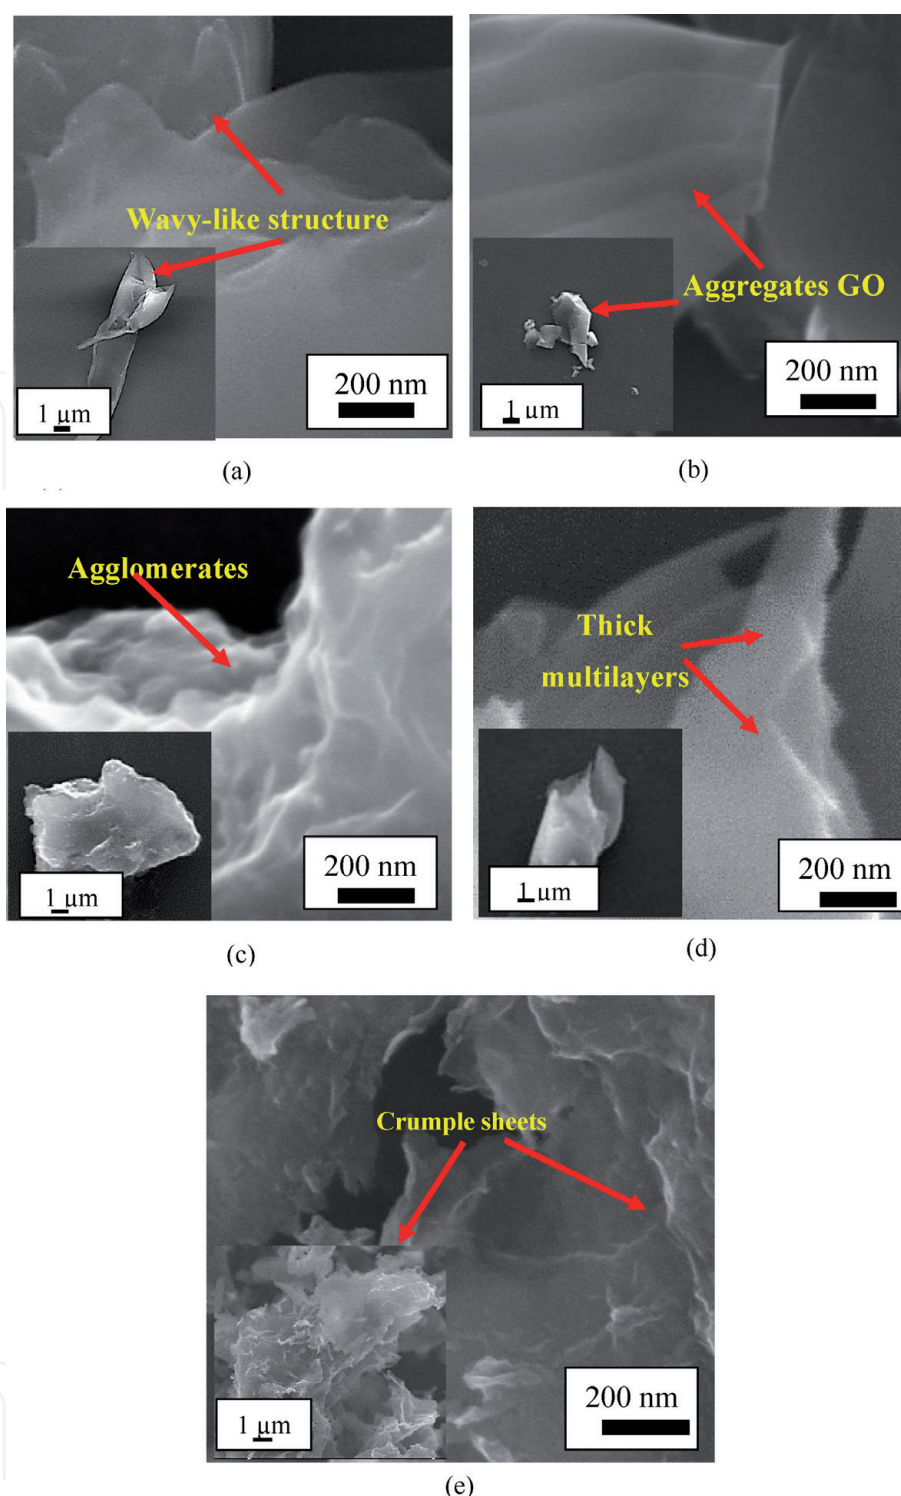 Wavy-like structure
1 µm
200 nm
(a)
Aggregates GO
1 µm
200 nm
(b)
Agglomerates
1 µm
200 nm
(c)
Thick
multilayers
1 µm
200 nm
(d)
Crumple sheets
1 µm
200 nm
(e)